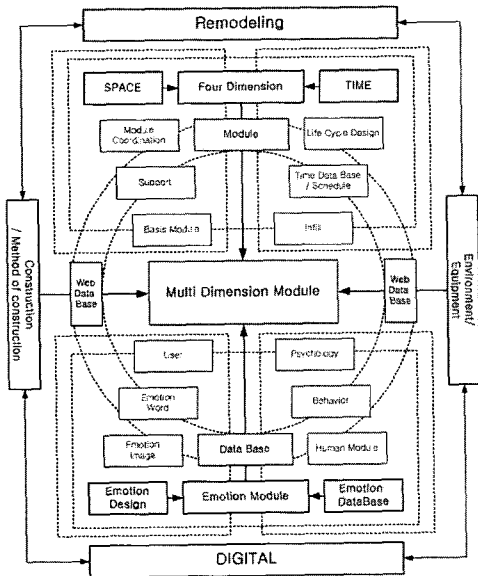 Remodeling
SPACE
Four Dimension
TIME
Module
Coordination
Module
Life Cycle Design
Support
Time Data Base
/ Schedule
Basis Module
Infill
Construction
/ Method of construction
Web
Data
Base
Multi Dimension Module
Web
Data
Base
Environment/
Equipment
User
Psychology
Emotion
Word
Behavior
Emotion
Image
Data Base
Human Module
Emotion
Design
Emotion Module
Emotion
DataBase
DIGITAL